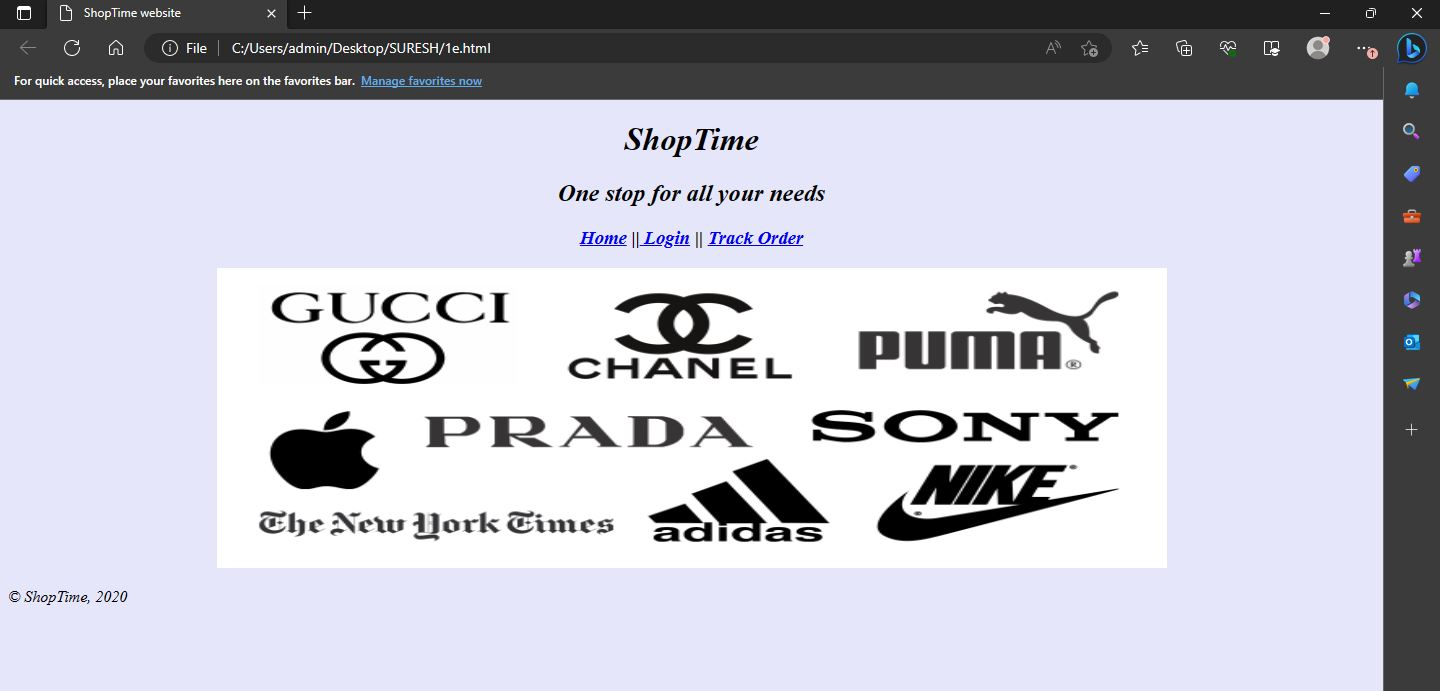 ShopTime website
File C:/Users/admin/Desktop/SURESH/1e.html
For quick access, place your favorites here on the favorites bar. Manage favorites now
ShopTime
One stop for all your needs
Home || Login || Track Order
GUCCI
CHANEL
PUMA®
PRADA
SONY
NIKE®
The New York Times
adidas
© ShopTime, 2020